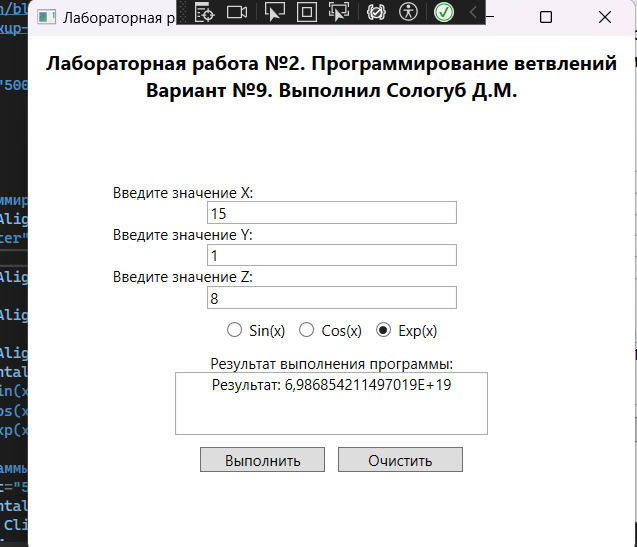 Лабораторная р
Лабораторная работа №2. Программирование ветвлений
Вариант №9. Выполнил Сологуб Д.М.
Введите значение X:
15
Введите значение Y:
1
Введите значение Z:
8
Sin(x) Cos(x) Exp(x)
Результат выполнения программы:
Результат: 6,986854211497019E+19
Выполнить Очистить